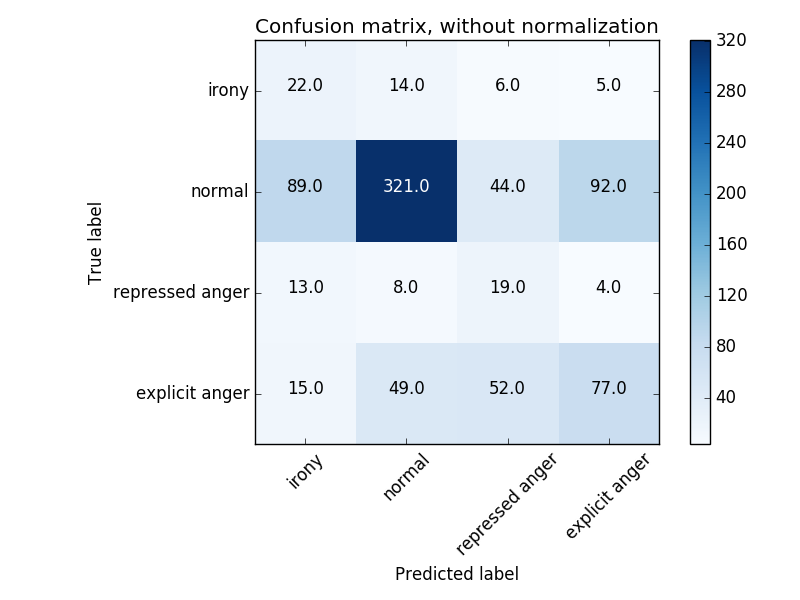 Confusion matrix, without normalization
irony 22.0 14.0 6.0 5.0
normal 89.0 321.0 44.0 92.0
repressed anger 13.0 8.0 19.0 4.0
explicit anger 15.0 49.0 52.0 77.0
True label
irony normal repressed anger explicit anger
Predicted label
320
280
240
200
160
120
80
40